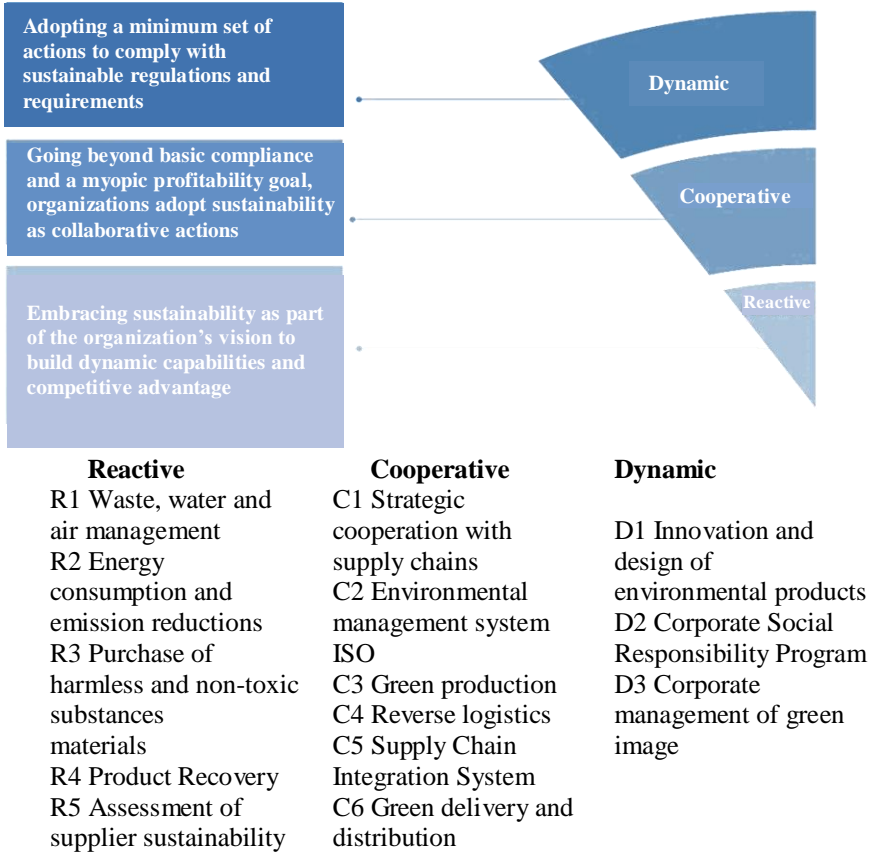 Adopting a minimum set of
actions to comply with
sustainable regulations and
requirements
Dynamic
Going beyond basic compliance
and a myopic profitability goal,
organizations adopt sustainability
as collaborative actions
Cooperative
Embracing sustainability as part
of the organization's vision to
build dynamic capabilities and
competitive advantage
Reactive
Reactive
R1 Waste, water and
air management
R2 Energy
consumption and
emission reductions
R3 Purchase of
harmless and non-toxic
substances
materials
R4 Product Recovery
R5 Assessment of
supplier sustainability
Cooperative
C1 Strategic
cooperation with
supply chains
C2 Environmental
management system
ISO
C3 Green production
C4 Reverse logistics
C5 Supply Chain
Integration System
C6 Green delivery and
distribution
Dynamic
D1 Innovation and
design of
environmental products
D2 Corporate Social
Responsibility Program
D3 Corporate
management of green
image